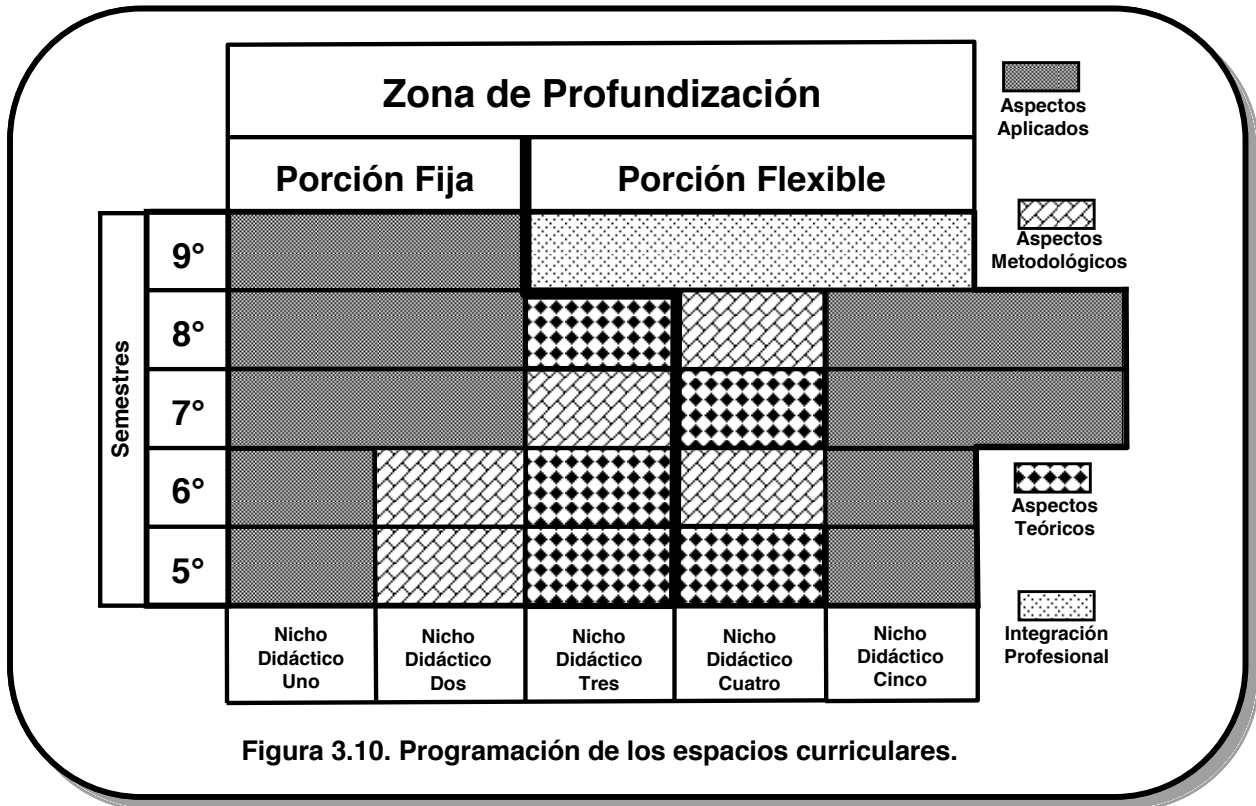 Zona de Profundización
Porción Fija
Porción Flexible
Semestres
9°
8°
7°
6°
5°
Nicho
Didáctico
Uno
Nicho
Didáctico
Dos
Nicho
Didáctico
Tres
Nicho
Didáctico
Cuatro
Nicho
Didáctico
Cinco
Aspectos
Aplicados
Aspectos
Metodológicos
Aspectos
Teóricos
Integración
Profesional
Figura 3.10. Programación de los espacios curriculares.